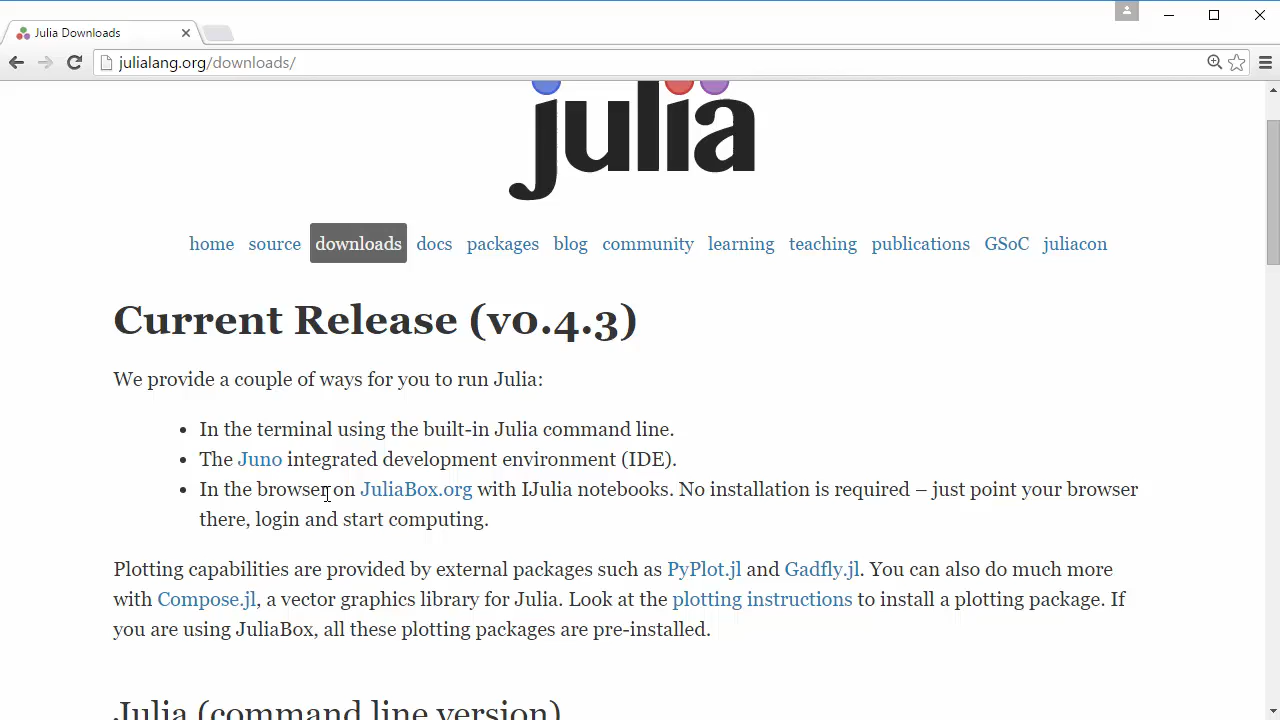 Julia Downloads
julialang.org/downloads/
julia
home source downloads docs packages blog community learning teaching publications GSoC juliacon
Current Release (v0.4.3)
We provide a couple of ways for you to run Julia:
• In the terminal using the built-in Julia command line.
• The Juno integrated development environment (IDE).
• In the browser on JuliaBox.org with IJulia notebooks. No installation is required – just point your browser
there, login and start computing.
Plotting capabilities are provided by external packages such as PyPlot.jl and Gadfly.jl. You can also do much more
with Compose.jl, a vector graphics library for Julia. Look at the plotting instructions to install a plotting package. If
you are using JuliaBox, all these plotting packages are pre-installed.
Julia (command line version)